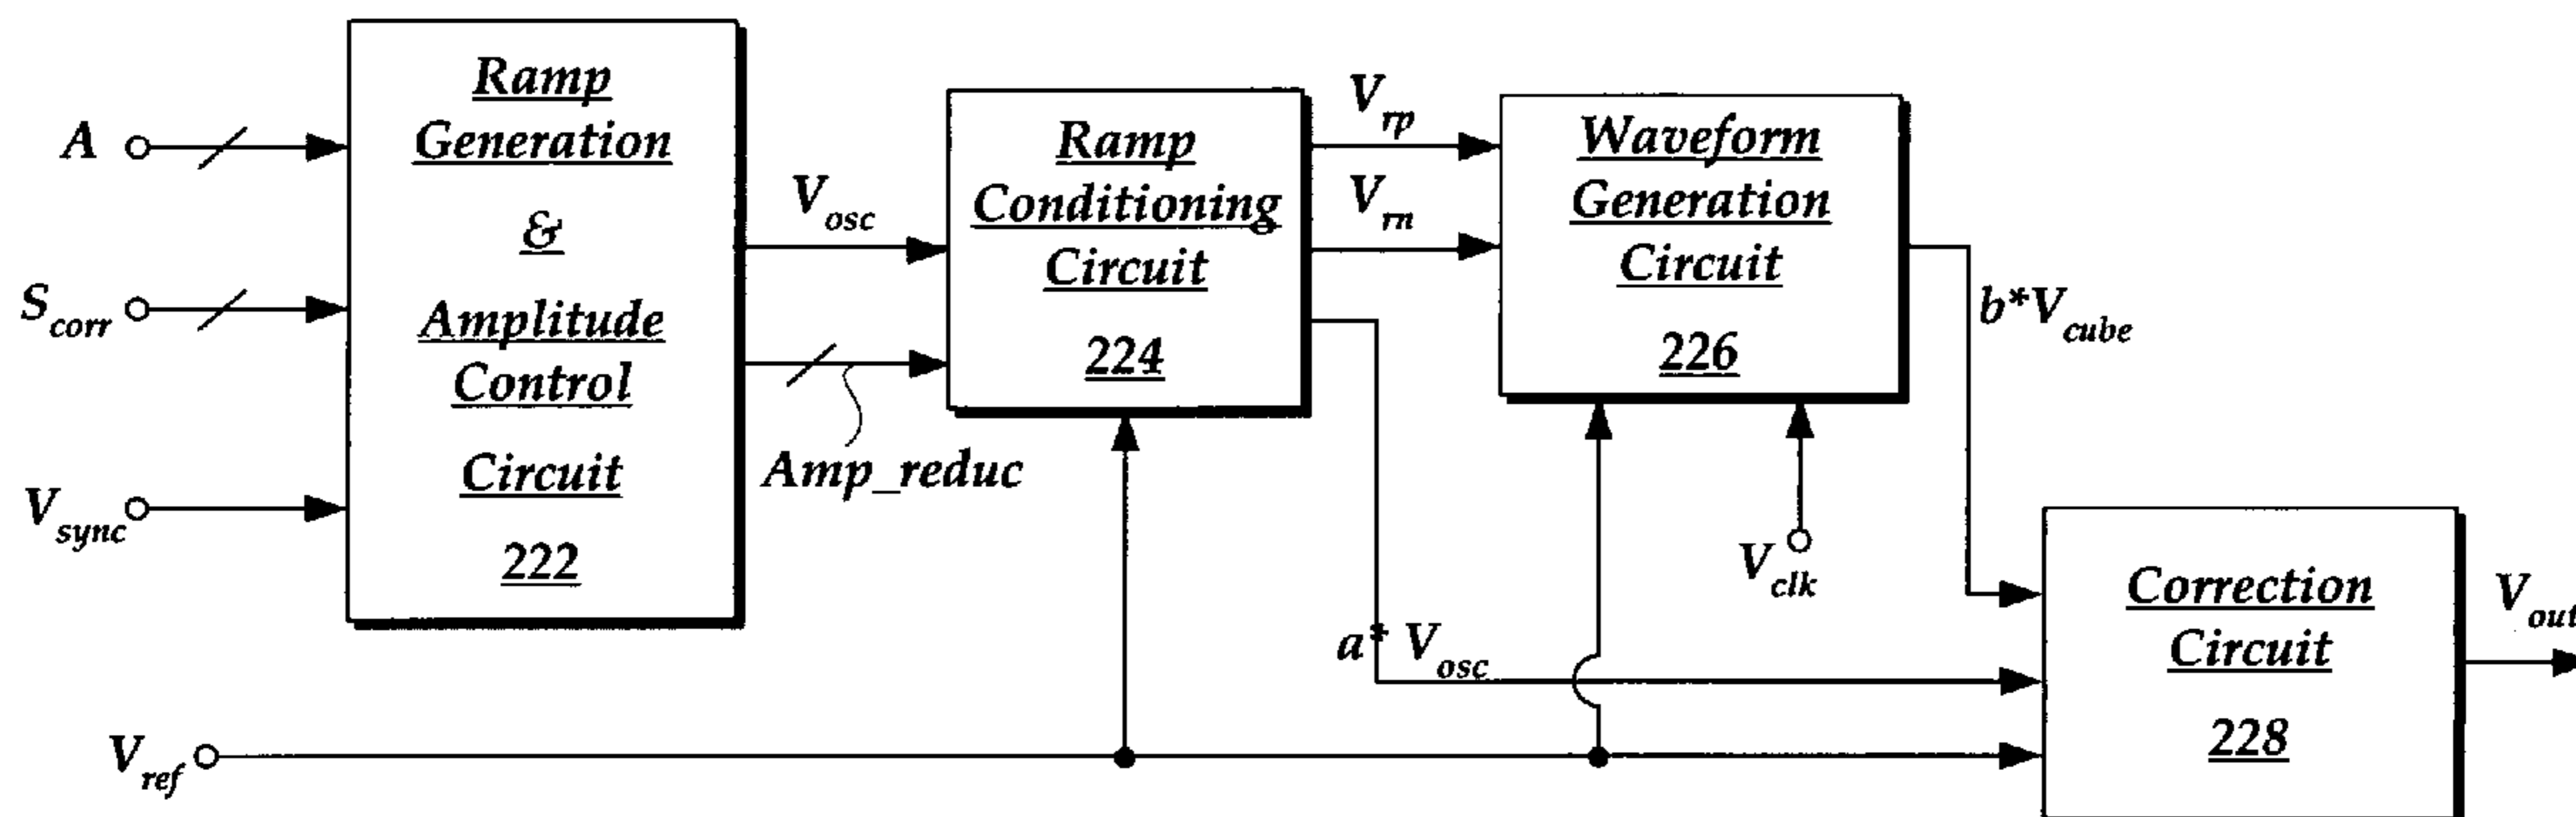 Ramp
Generation
&
Amplitude
Control
Circuit
222
A
S_corr
V_sync
V_osc
Amp_reduc
Ramp
Conditioning
Circuit
224
V_rp
V_rn
Waveform
Generation
Circuit
226
b*V_cube
V_clk
a* V_osc
V_ref
Correction
Circuit
228
V_out